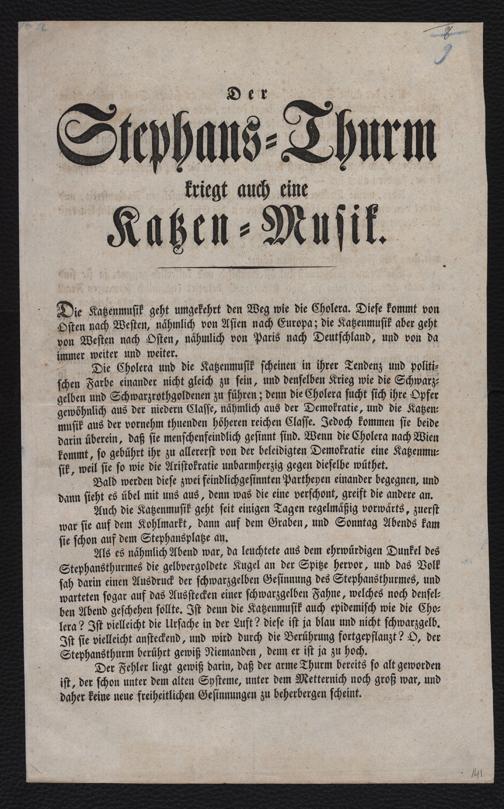 9
Der
Stephans-Thurm
kriegt auch eine
Katzen-Musik.
Die Katzenmusik geht umgekehrt den Weg wie die Cholera. Diese kommt von
Osten nach Westen, nähmlich von Asien nach Europa; die Katzenmusik aber geht
von Westen nach Osten, nähmlich von Paris nach Deutschland, und von da
immer weiter und weiter.
Die Cholera und die Katzenmusik scheinen in ihrer Tendenz und politi-
schen Farbe einander nicht gleich zu sein, und denselben Krieg wie die Schwarz-
gelben und Schwarzrothgoldenen zu führen; denn die Cholera sucht sich ihre Opfer
gewöhnlich aus der niedern Classe, nämlich aus der Demokratie, und die Katzen-
musik aus der vornehm thuenden höheren reichen Classe. Jedoch kommen sie beide
darin überein, daß sie menschenfeindlich gesinnt sind. Wenn die Cholera nach Wien
kommt, so gebührt ihr zu allererst von der beleidigten Demokratie eine Katzenmu-
sik, weil sie so wie die Aristokratie unbarmherzig gegen dieselbe wüthet.
Bald werden diese zwei feindlichgesinnten Partheyen einander begegnen, und
dann sieht es übel mit uns aus, denn was die eine verschont, greift die andere an.
Auch die Katzenmusik geht seit einigen Tagen regelmäßig vorwärts, zuerst
war sie auf dem Kohlmarkt, dann auf dem Graben, und Sonntag Abends kam
sie schon auf dem Stephansplatze an.
Als es nämlich Abend war, da leuchtete aus dem ehrwürdigen Dunkel des
Stephansthurmes die gelbvergoldete Kugel an der Spitze hervor, und das Volk
sah darin einen Ausdruck der schwarzgelben Gesinnung des Stephansthurmes, und
warteten sogar auf das Ausstecken einer schwarzgelben Fahne, welches noch densel-
ben Abend geschehen sollte. Ist denn die Katzenmusik auch epidemisch wie die Cho-
lera? Ist vielleicht die Ursache in der Luft? diese ist ja blau und nicht schwarzgelb.
Ist sie vielleicht ansteckend, und wird durch die Berührung fortgepflanzt? O, der
Stephansthurm berührt gewiß Niemanden, denn er ist ja zu hoch.
Der Fehler liegt gewiß darin, daß der arme Thurm bereits so alt geworden
ist, der schon unter dem alten Systeme, unter dem Metternich noch groß war, und
daher keine neue freiheitlichen Gesinnungen zu beherbergen scheint.
141